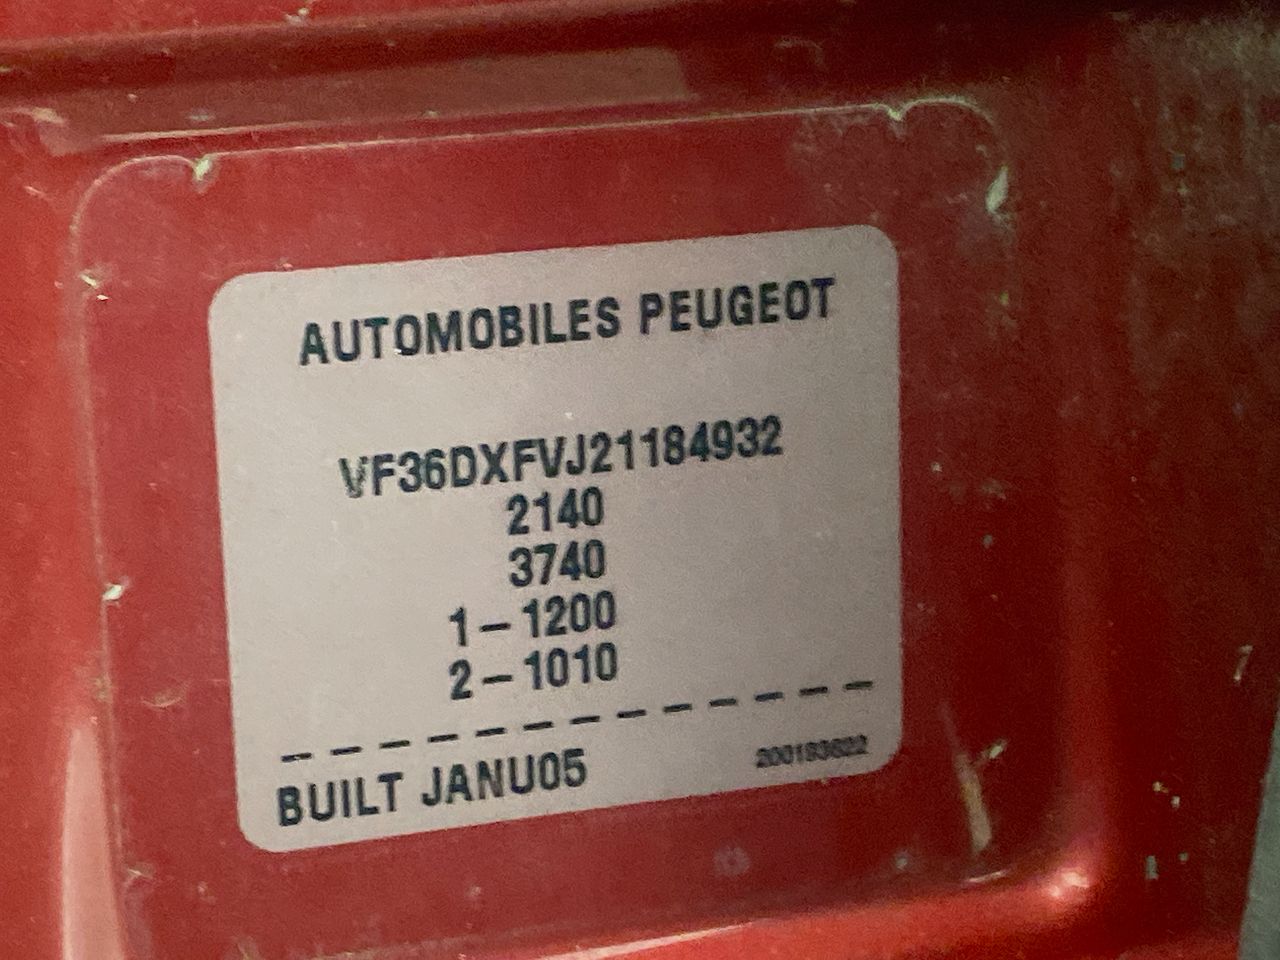 AUTOMOBILES PEUGEOT
VF36DXFVJ21184932
2140
3740
1-1200
2-1010
BUILT JANU05